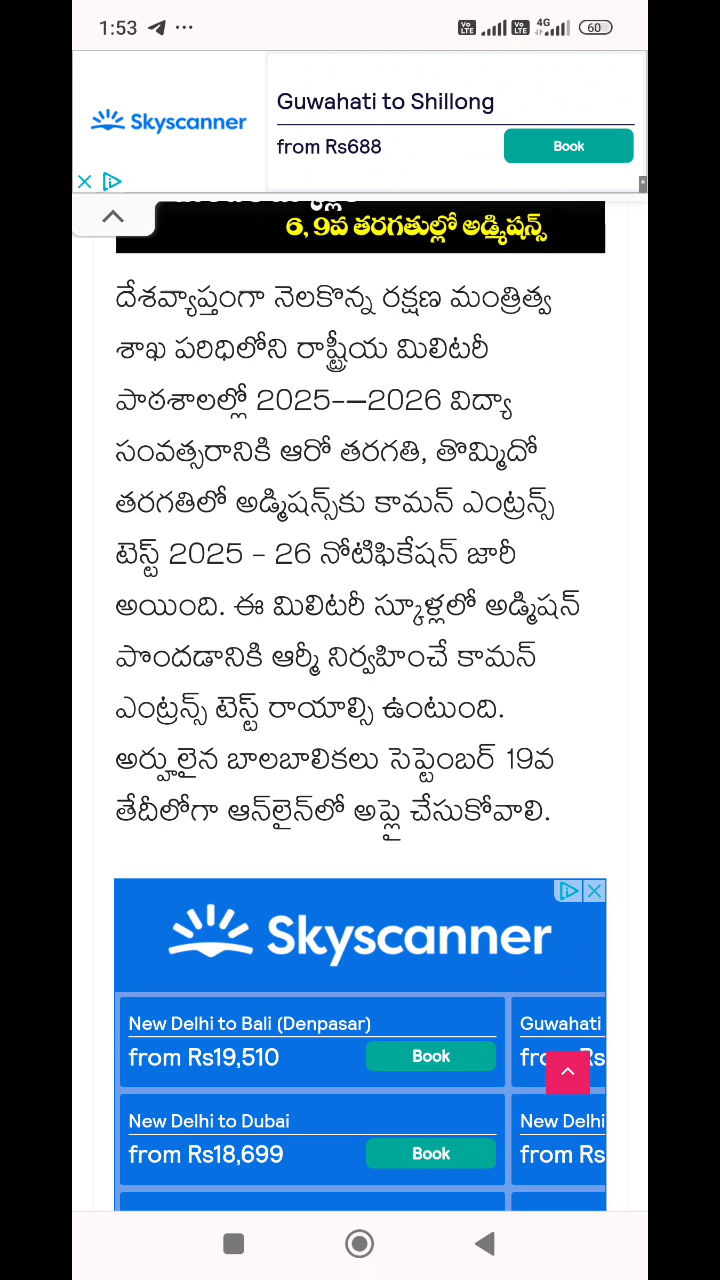 1:53
4G
60
Skyscanner
Guwahati to Shillong
from Rs688
Book
6, 9వ తరగతుల్లో అడ్మిషన్స్
దేశవ్యాప్తంగా నెలకొన్న రక్షణ మంత్రిత్వ
శాఖ పరిధిలోని రాష్ట్రీయ మిలిటరీ
పాఠశాలల్లో 2025-–2026 విద్యా
సంవత్సరానికి ఆరో తరగతి, తొమ్మిదో
తరగతిలో అడ్మిషన్స్‌కు కామన్ ఎంట్రన్స్
టెస్ట్ 2025 – 26 నోటిఫికేషన్ జారీ
అయింది. ఈ మిలిటరీ స్కూళ్లలో అడ్మిషన్
పొందడానికి ఆర్మీ నిర్వహించే కామన్
ఎంట్రన్స్ టెస్ట్ రాయాల్సి ఉంటుంది.
అర్హులైన బాలబాలికలు సెప్టెంబర్ 19వ
తేదీలోగా ఆన్‌లైన్‌లో అప్లై చేసుకోవాలి.
Skyscanner
New Delhi to Bali (Denpasar)
from Rs19,510
Book
Guwahati
New Delhi to Dubai
from Rs18,699
Book
New Delhi
from Rs